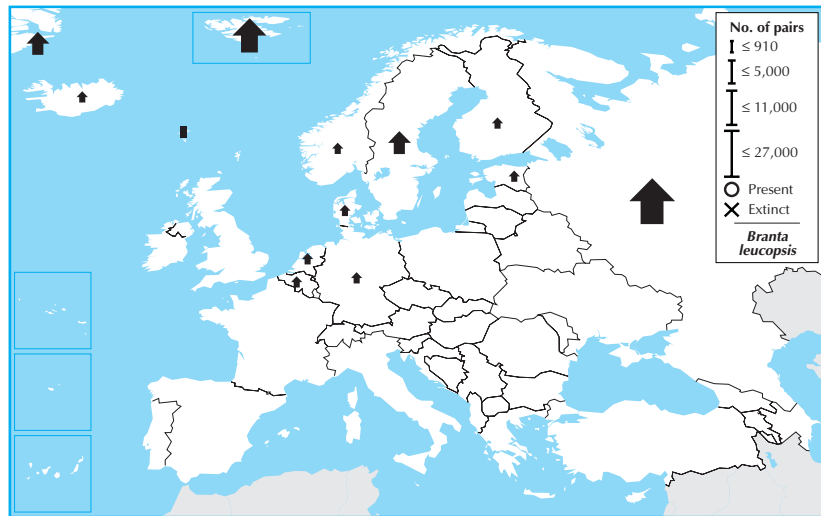 No. of pairs
≤ 910
≤ 5,000
≤ 11,000
≤ 27,000
Present
Extinct
Branta
leucopsis